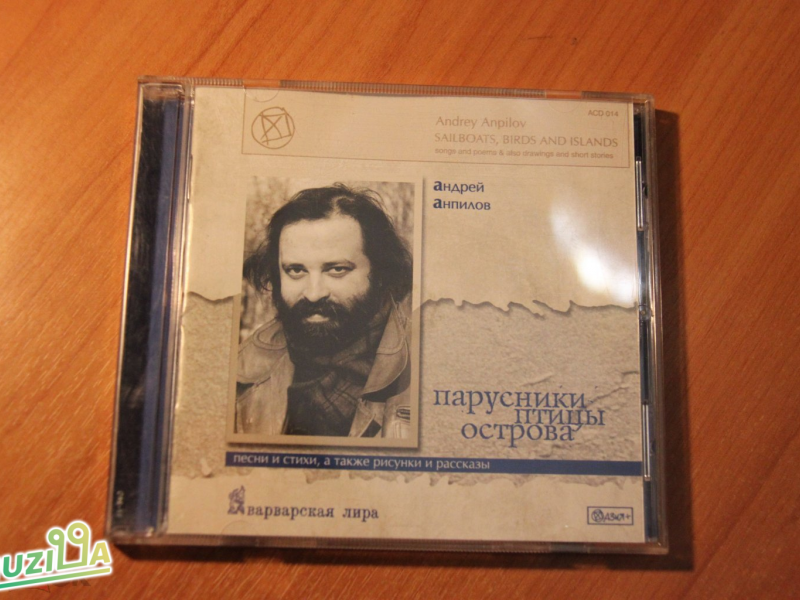 ACD 014
Andrey Anpilov
SAILBOATS, BIRDS AND ISLANDS
songs and poems & also drawings and short stories
андрей
анпилов
парусники
птицы
острова
песни и стихи, а также рисунки и рассказы
варварская лира
UZI99A